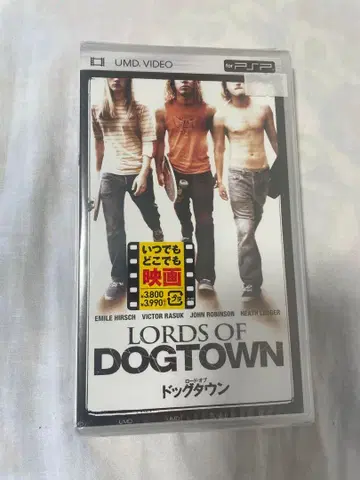 UMD VIDEO
for PSP
いつでも
どこでも
映画
¥3,800
¥3,990
EMILE HIRSCH VICTOR RASUK JOHN ROBINSON HEATH LEDGER
LORDS OF
DOGTOWN
ロード・オブ
ドッグタウン
UMD